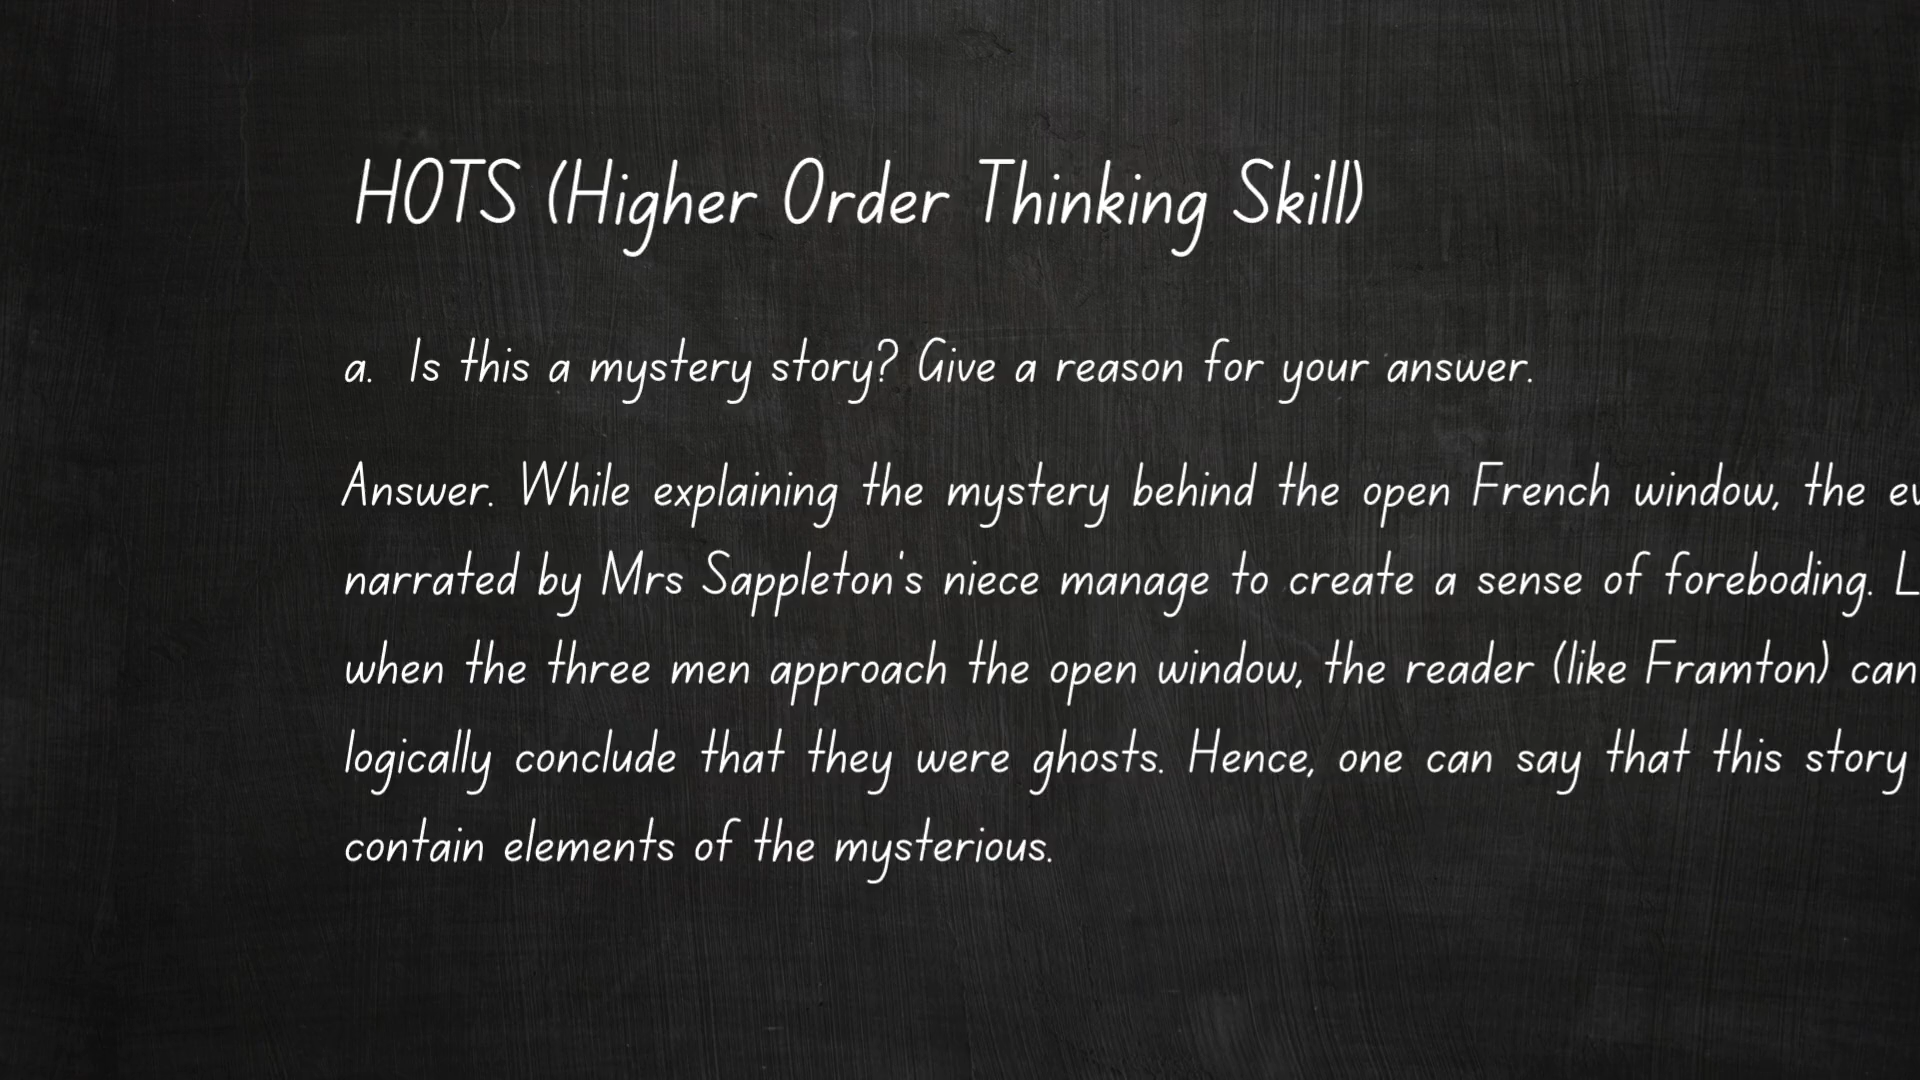 HOTS (Higher Order Thinking Skill)
a. Is this a mystery story? Give a reason for your answer.
Answer. While explaining the mystery behind the open French window, the
narrated by Mrs Sappleton's niece manage to create a sense of foreboding.
when the three men approach the open window, the reader (like Framton) can
logically conclude that they were ghosts. Hence, one can say that this story
contain elements of the mysterious.